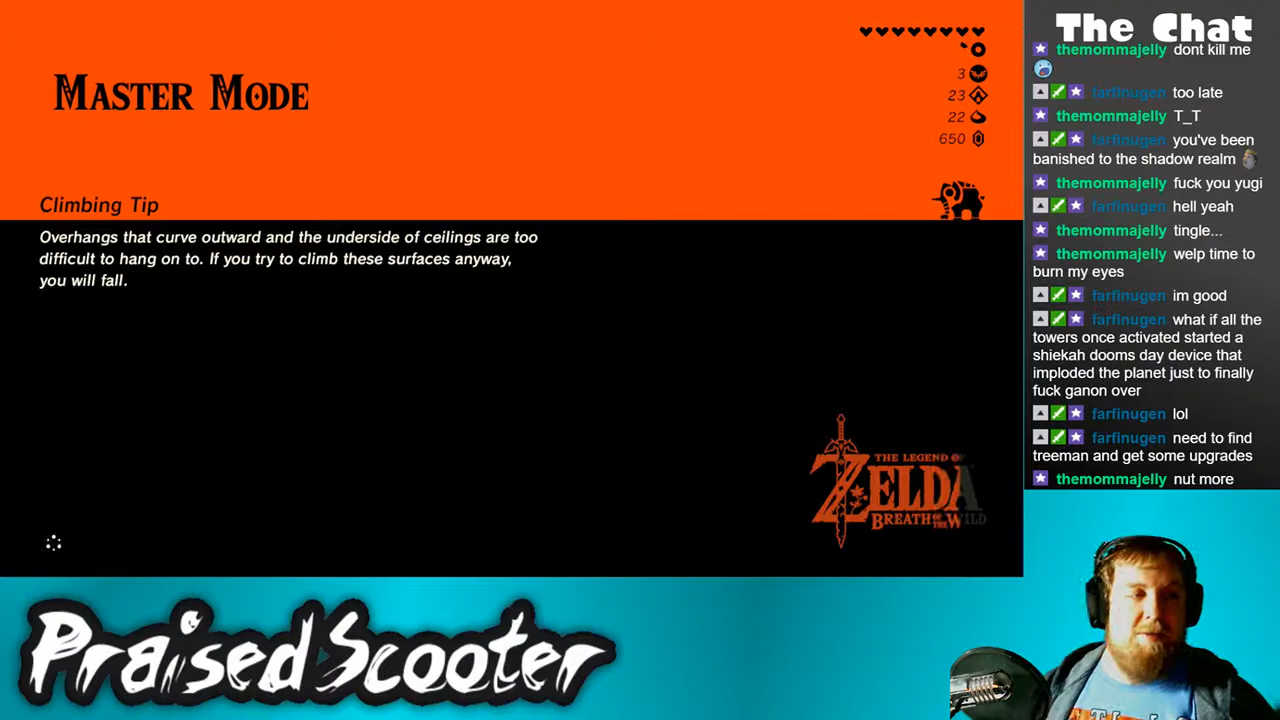 Master Mode
3
23
22
650
Climbing Tip
Overhangs that curve outward and the underside of ceilings are too
difficult to hang on to. If you try to climb these surfaces anyway,
you will fall.
THE LEGEND OF
ZELDA
BREATH OF THE WILD
PraisedScooter
The Chat
themommajelly dont kill me
farfinugen too late
themommajelly T_T
farfinugen you've been
banished to the shadow realm
themommajelly fuck you yugi
farfinugen hell yeah
themommajelly tingle...
themommajelly welp time to
burn my eyes
farfinugen im good
farfinugen what if all the
towers once activated started a
shiekah dooms day device that
imploded the planet just to finally
fuck ganon over
farfinugen lol
farfinugen need to find
treeman and get some upgrades
themommajelly nut more